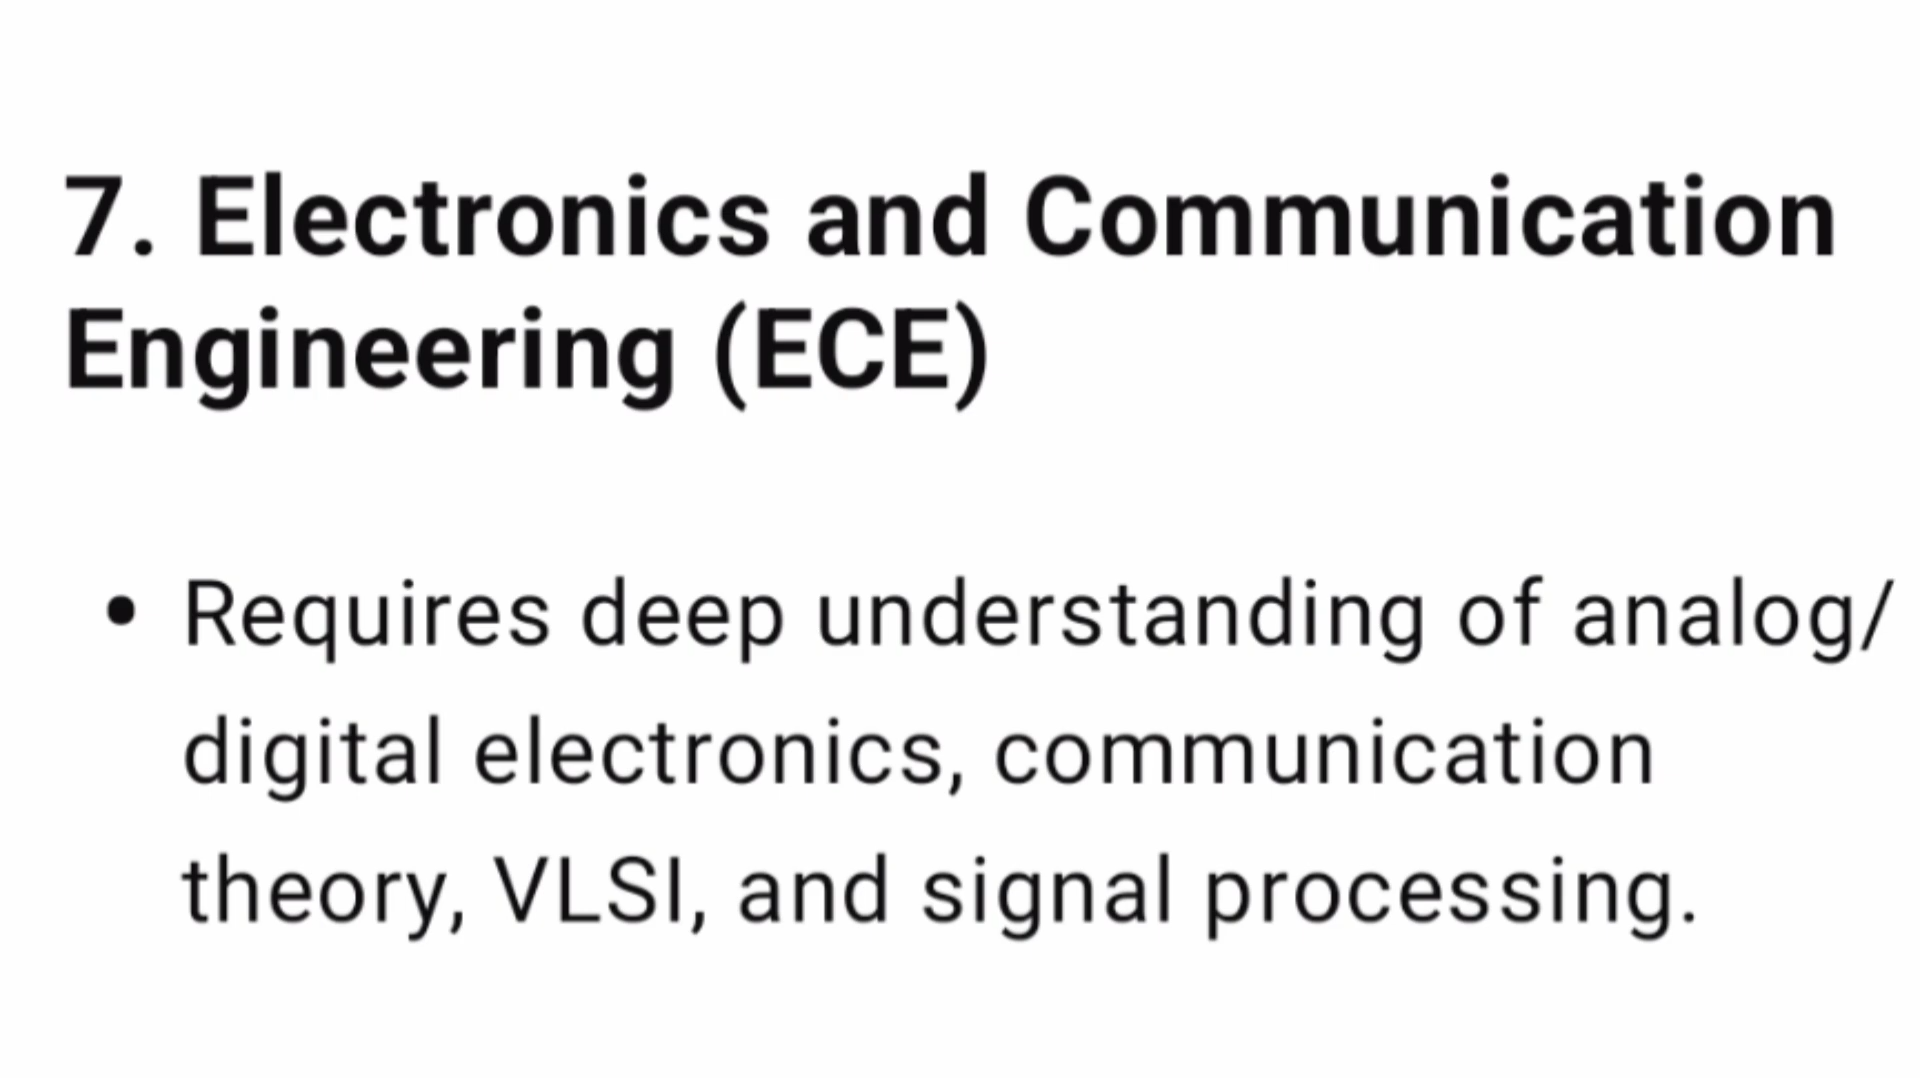 7. Electronics and Communication
Engineering (ECE)
• Requires deep understanding of analog/
digital electronics, communication
theory, VLSI, and signal processing.